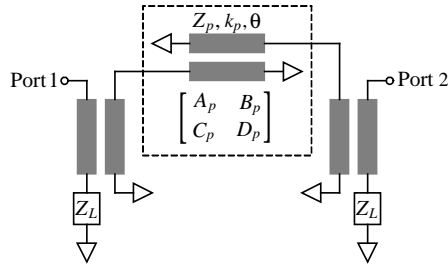 Z_p, k_p, θ
Port 1
Port 2
[ A_p B_p
C_p D_p ]
Z_L
Z_L